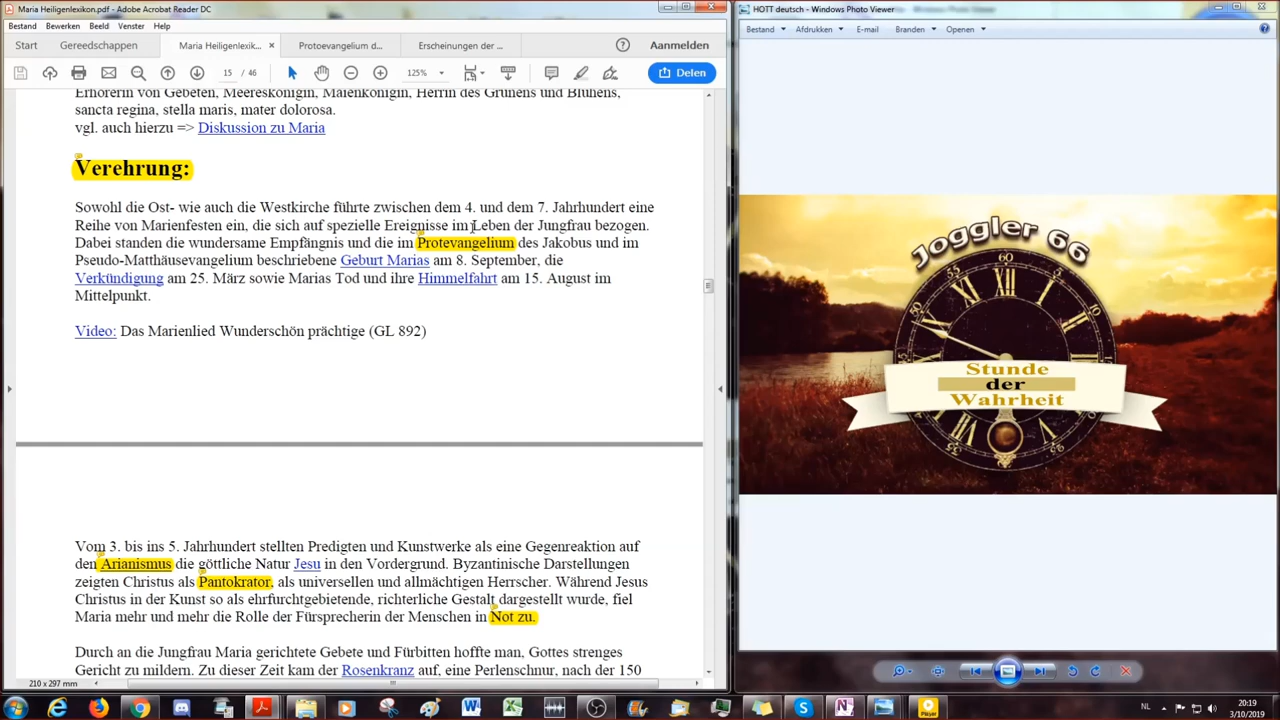 Maria Heiligenlexikon.pdf - Adobe Acrobat Reader DC
Bestand Bewerken Beeld Venster Help
Start Gereedschappen Maria Heiligenlexik... × Protoevangelium d... Erscheinungen der ... Aanmelden
15 / 46 125% Delen
Erhörerin von Gebeten, Meereskönigin, Maienkönigin, Herrin des Grünens und Blühens,
sancta regina, stella maris, mater dolorosa.
vgl. auch hierzu => Diskussion zu Maria
Verehrung:
Sowohl die Ost- wie auch die Westkirche führte zwischen dem 4. und dem 7. Jahrhundert eine
Reihe von Marienfesten ein, die sich auf spezielle Ereignisse im Leben der Jungfrau bezogen.
Dabei standen die wundersame Empfängnis und die im Protevangelium des Jakobus und im
Pseudo-Matthäusevangelium beschriebene Geburt Marias am 8. September, die
Verkündigung am 25. März sowie Marias Tod und ihre Himmelfahrt am 15. August im
Mittelpunkt.
Video: Das Marienlied Wunderschön prächtige (GL 892)
Vom 3. bis ins 5. Jahrhundert stellten Predigten und Kunstwerke als eine Gegenreaktion auf
den Arianismus die göttliche Natur Jesu in den Vordergrund. Byzantinische Darstellungen
zeigten Christus als Pantokrator, als universellen und allmächtigen Herrscher. Während Jesus
Christus in der Kunst so als ehrfurchtgebietende, richterliche Gestalt dargestellt wurde, fiel
Maria mehr und mehr die Rolle der Fürsprecherin der Menschen in Not zu.
Durch an die Jungfrau Maria gerichtete Gebete und Fürbitten hoffte man, Gottes strenges
Gericht zu mildern. Zu dieser Zeit kam der Rosenkranz auf, eine Perlenschnur, nach der 150
210 x 297 mm
HOTT deutsch - Windows Photo Viewer
Bestand Afdrukken E-mail Branden Openen
Joggler 66
55 60 5
XII
Stunde
der
Wahrheit
NL 20:19
3/10/2019